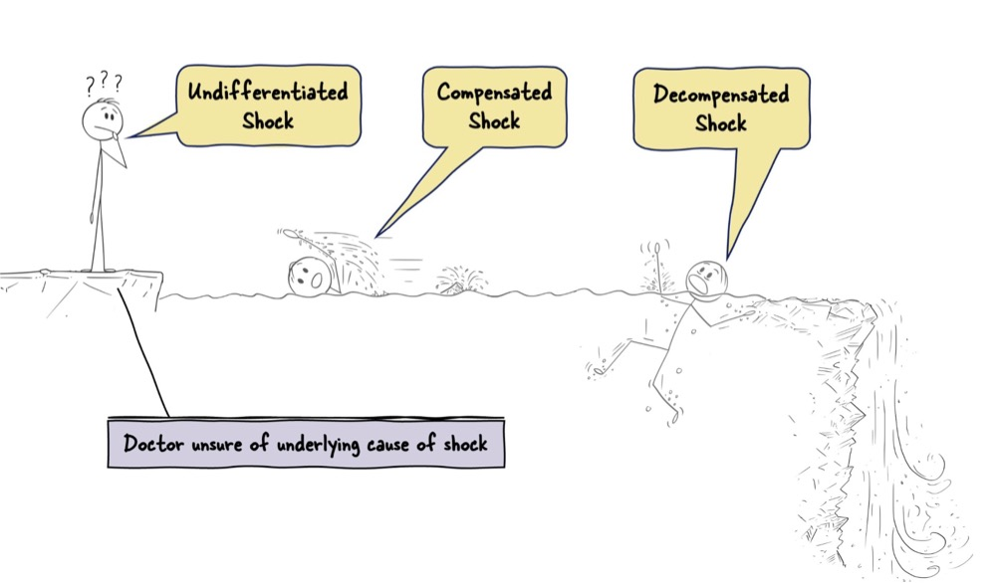 ? ? ?
Undifferentiated
Shock
Compensated
Shock
Decompensated
Shock
Doctor unsure of underlying cause of shock